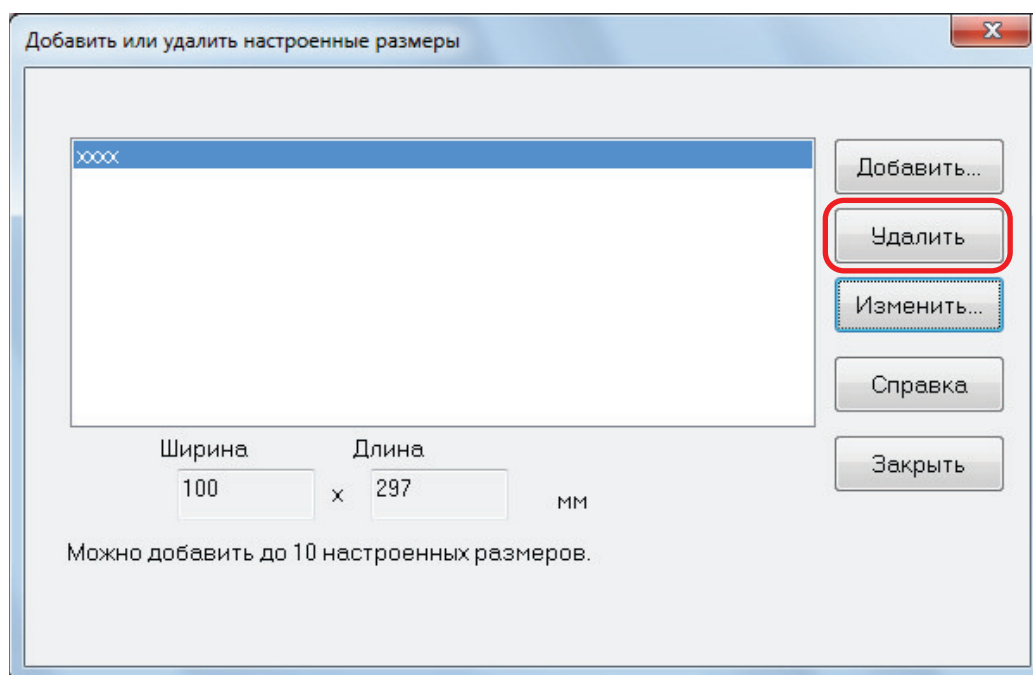 Добавить или удалить настроенные размеры
xxxx
Добавить...
Удалить
Изменить...
Справка
Закрыть
Ширина Длина
100 x 297 мм
Можно добавить до 10 настроенных размеров.